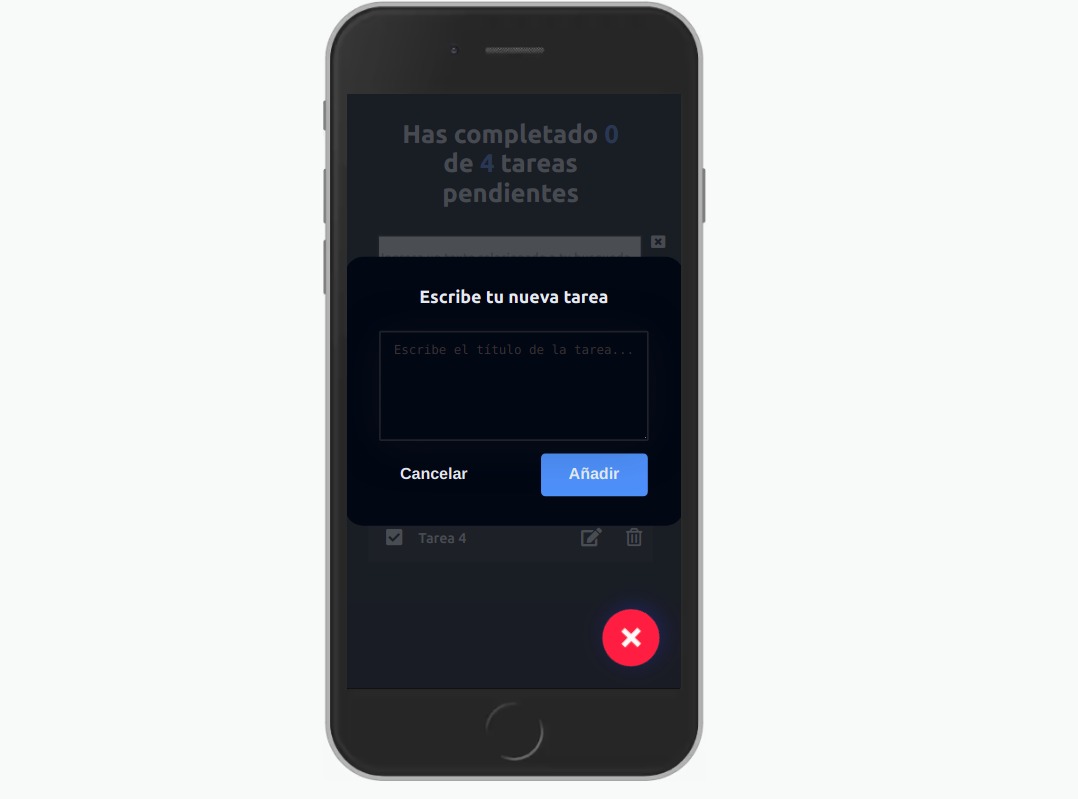 Has completado 0
de 4 tareas
pendientes
Escribe tu nueva tarea
Escribe el título de la tarea...
Cancelar
Añadir
Tarea 4